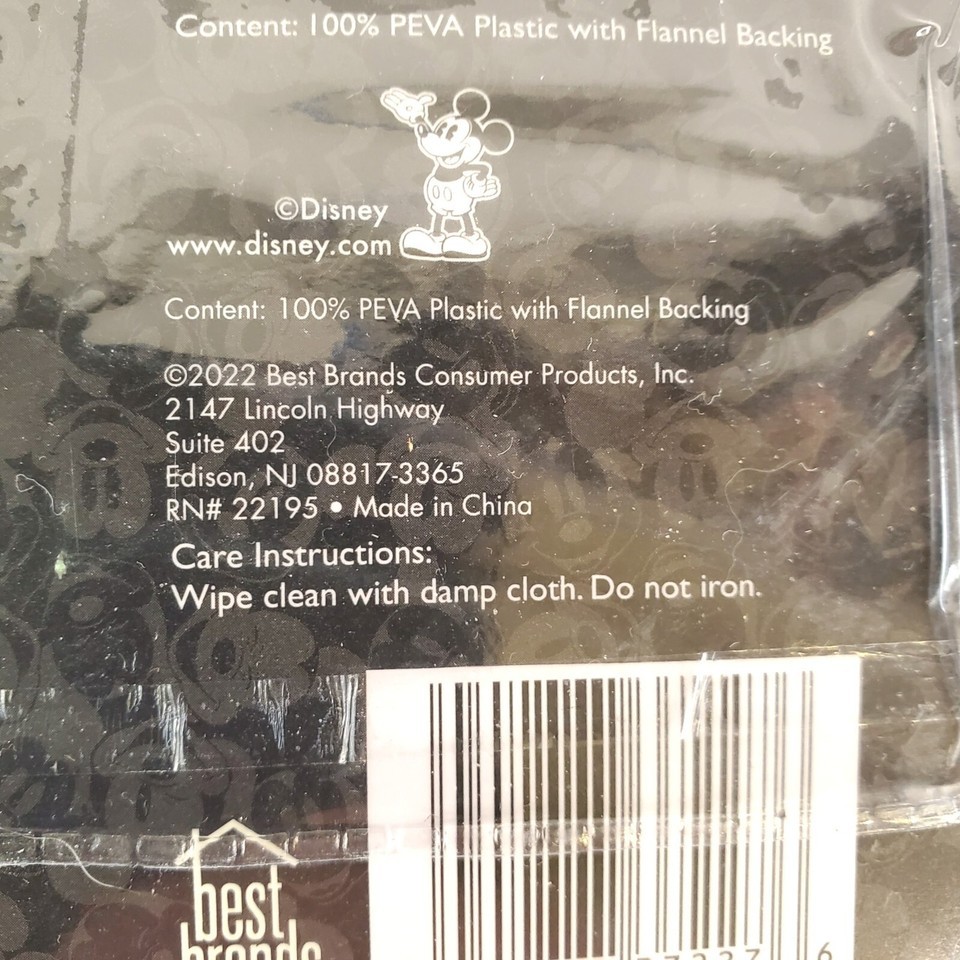 Content: 100% PEVA Plastic with Flannel Backing
©Disney
www.disney.com
Content: 100% PEVA Plastic with Flannel Backing
©2022 Best Brands Consumer Products, Inc.
2147 Lincoln Highway
Suite 402
Edison, NJ 08817-3365
RN# 22195 • Made in China
Care Instructions:
Wipe clean with damp cloth. Do not iron.
best
brands
6